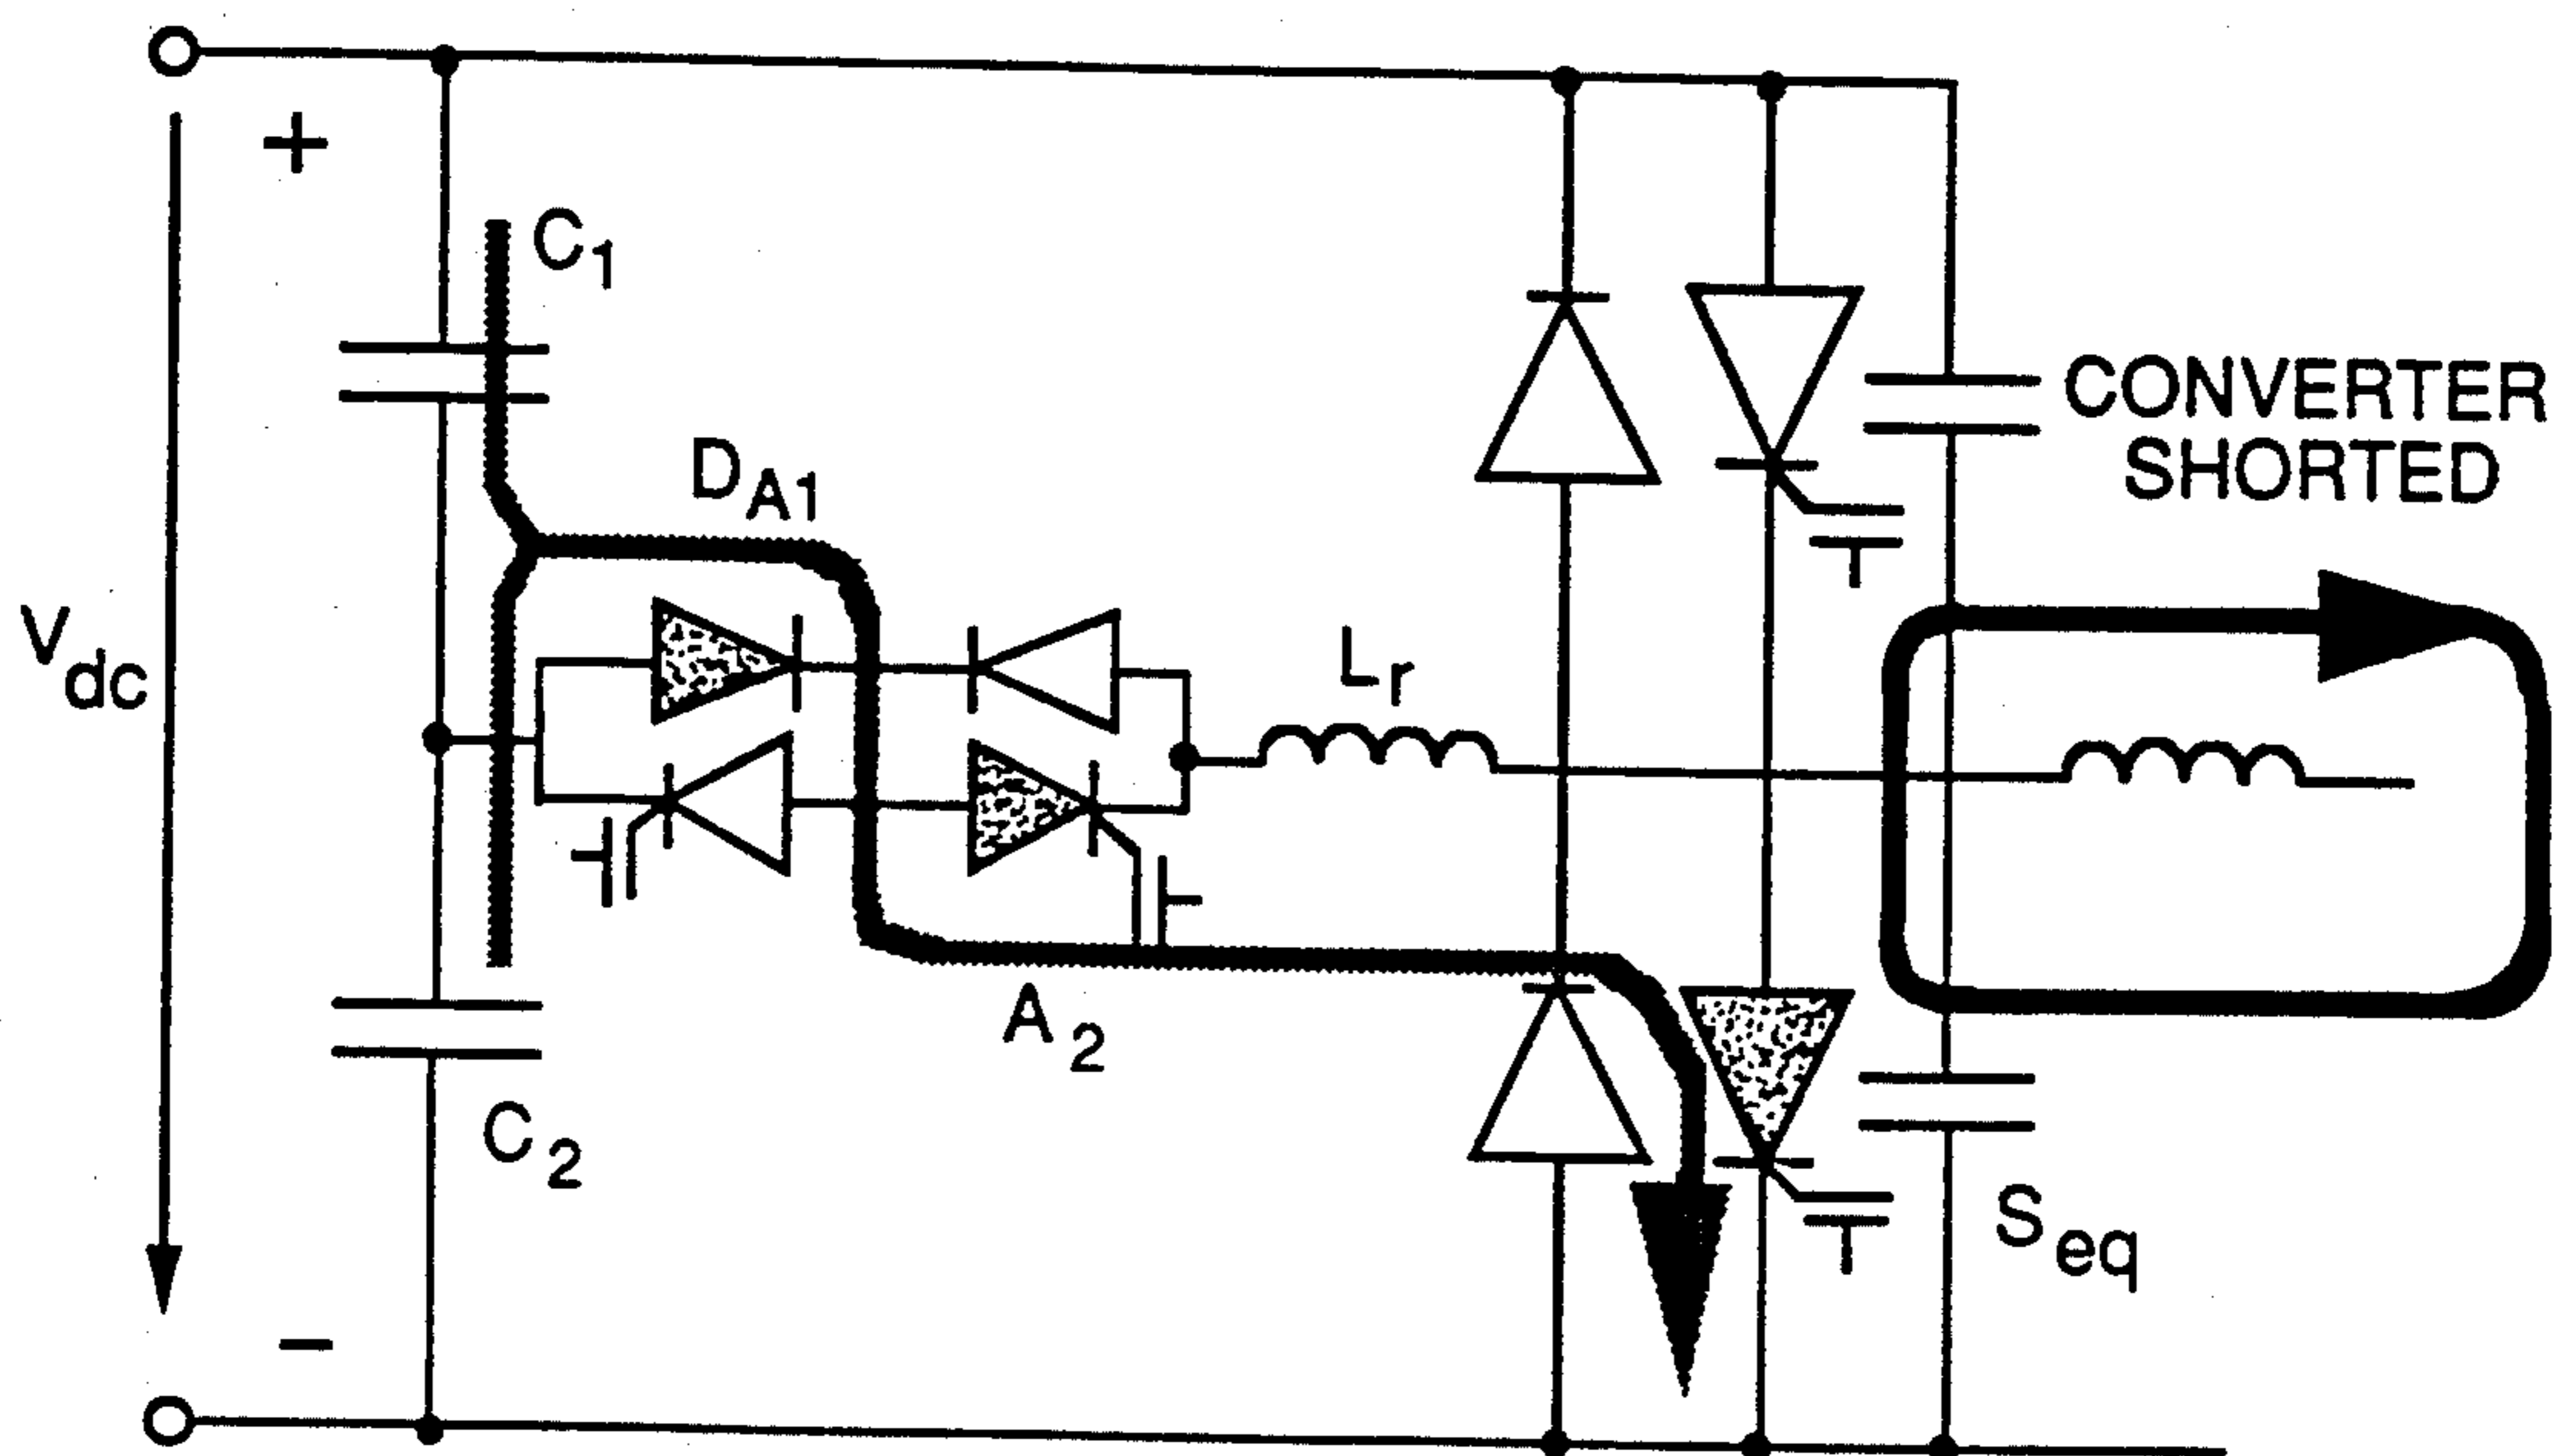 +
C1
DA1
CONVERTER
SHORTED
Vdc
Lr
A2
C2
Seq
−